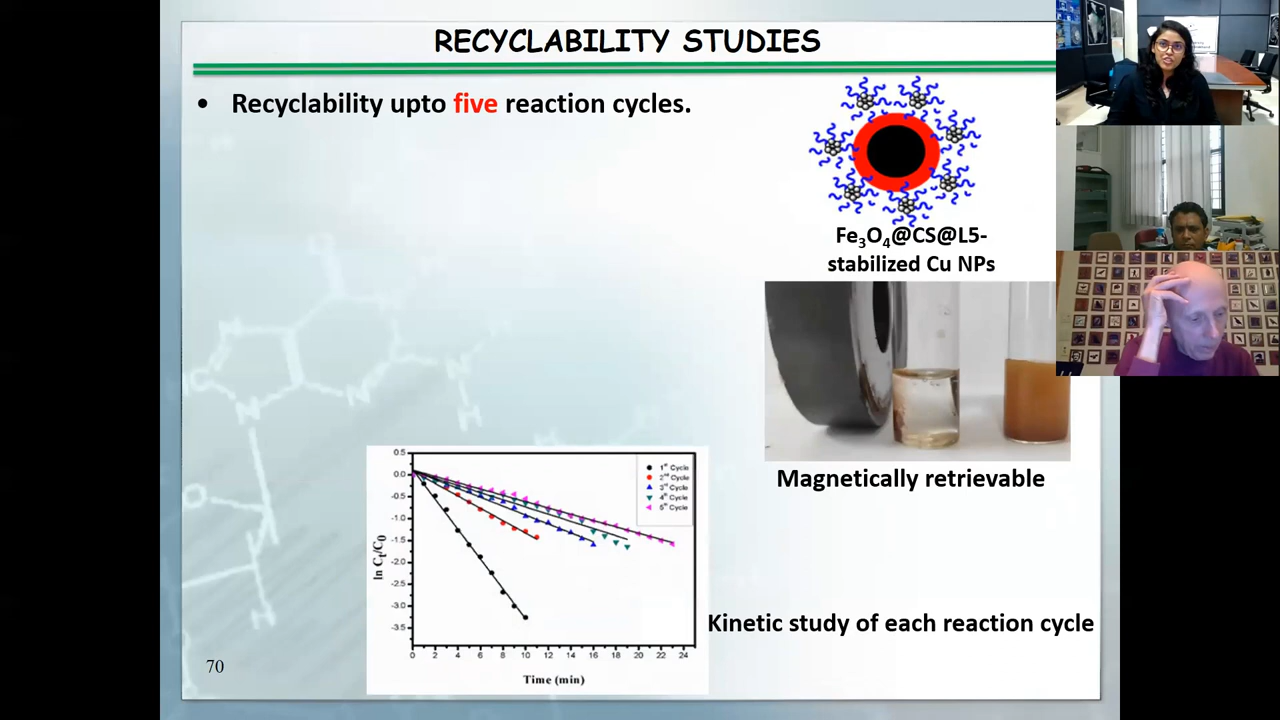 RECYCLABILITY STUDIES
• Recyclability upto five reaction cycles.
Fe₃O₄@CS@L5-
stabilized Cu NPs
Magnetically retrievable
0.5
0.0
-0.5
-1.0
-1.5
-2.0
-2.5
-3.0
-3.5
ln Cₜ/C₀
1ˢᵗ Cycle
2ⁿᵈ Cycle
3ʳᵈ Cycle
4ᵗʰ Cycle
5ᵗʰ Cycle
0 2 4 6 8 10 12 14 16 18 20 22 24
Time (min)
Kinetic study of each reaction cycle
70